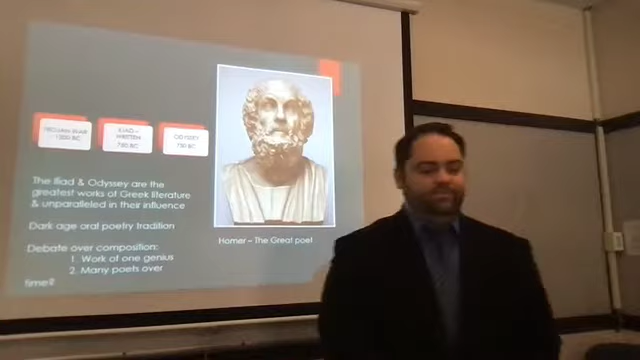 TROJAN WAR
1200 BC
ILIAD –
WRITTEN
750 BC
ODYSSEY
730 BC
The Iliad & Odyssey are the
greatest works of Greek literature
& unparalleled in their influence
Dark age oral poetry tradition
Debate over composition:
1. Work of one genius
2. Many poets over
time?
Homer – The Great poet